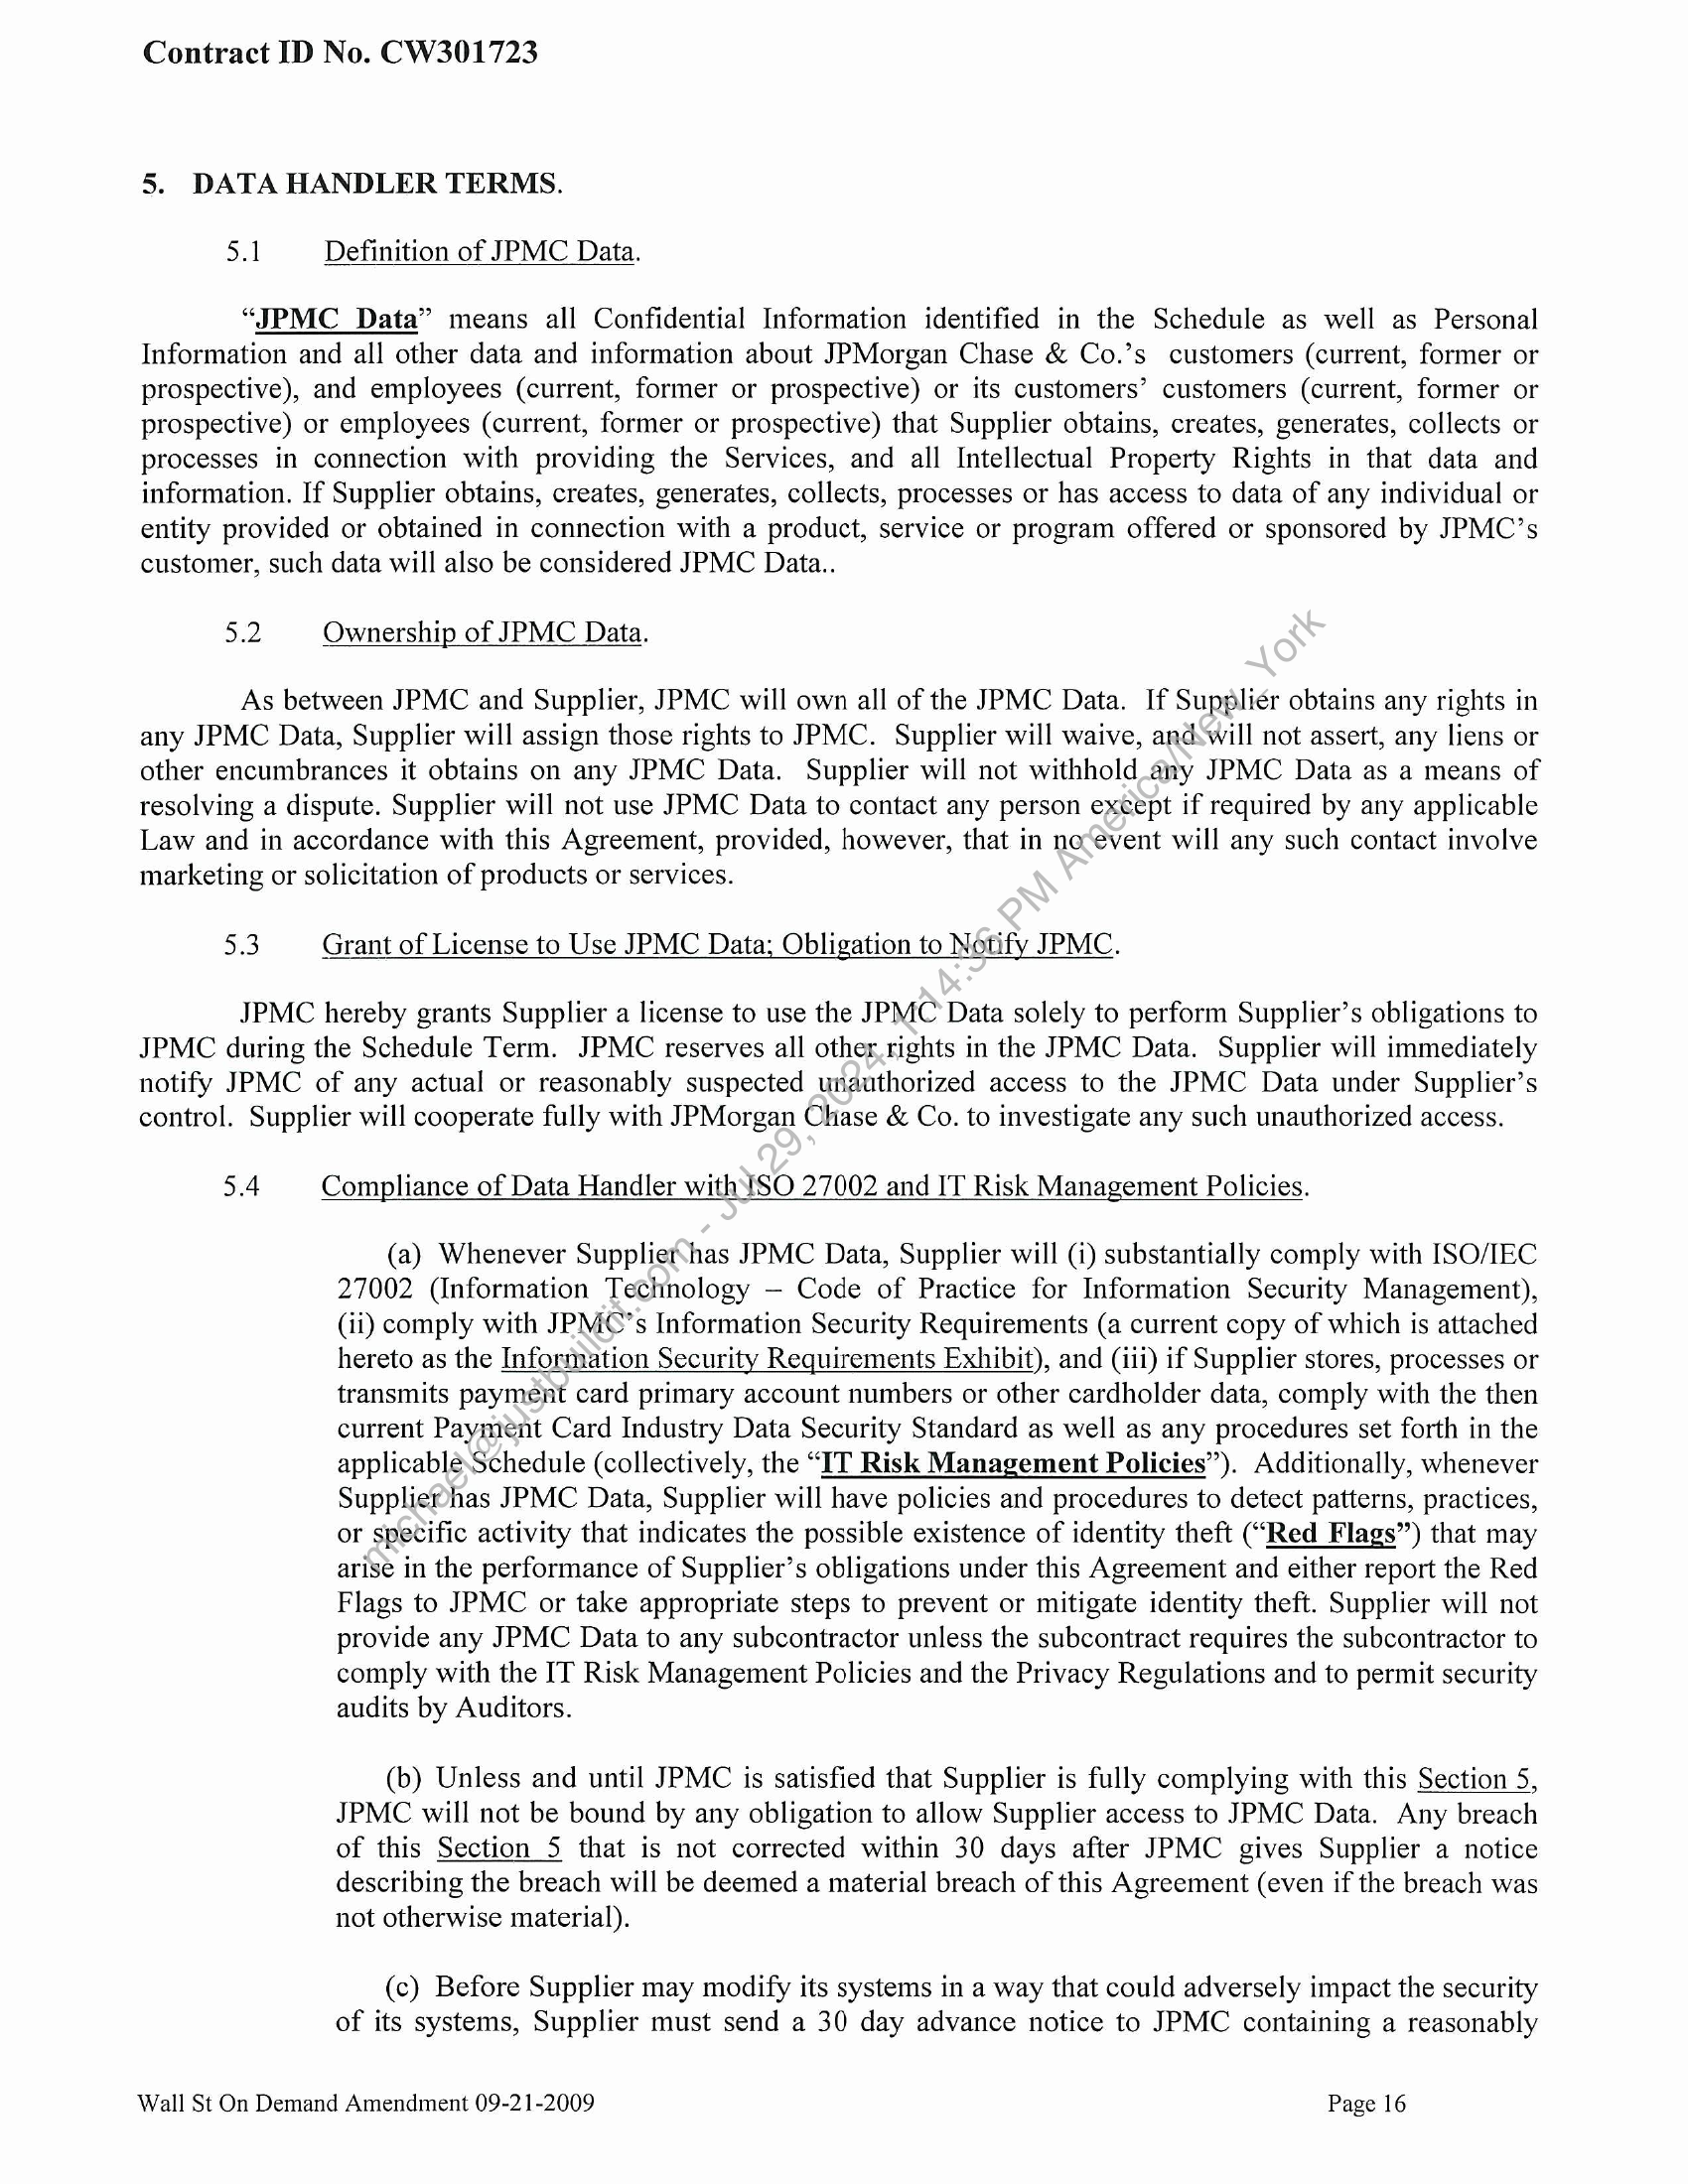 Contract ID No. CW301723
5. DATA HANDLER TERMS.
5.1 Definition of JPMC Data.
“JPMC Data” means all Confidential Information identified in the Schedule as well as Personal
Information and all other data and information about JPMorgan Chase & Co.’s customers (current, former or
prospective), and employees (current, former or prospective) or its customers’ customers (current, former or
prospective) or employees (current, former or prospective) that Supplier obtains, creates, generates, collects or
processes in connection with providing the Services, and all Intellectual Property Rights in that data and
information. If Supplier obtains, creates, generates, collects, processes or has access to data of any individual or
entity provided or obtained in connection with a product, service or program offered or sponsored by JPMC’s
customer, such data will also be considered JPMC Data..
5.2 Ownership of JPMC Data.
As between JPMC and Supplier, JPMC will own all of the JPMC Data. If Supplier obtains any rights in
any JPMC Data, Supplier will assign those rights to JPMC. Supplier will waive, and will not assert, any liens or
other encumbrances it obtains on any JPMC Data. Supplier will not withhold any JPMC Data as a means of
resolving a dispute. Supplier will not use JPMC Data to contact any person except if required by any applicable
Law and in accordance with this Agreement, provided, however, that in no event will any such contact involve
marketing or solicitation of products or services.
5.3 Grant of License to Use JPMC Data; Obligation to Notify JPMC.
JPMC hereby grants Supplier a license to use the JPMC Data solely to perform Supplier’s obligations to
JPMC during the Schedule Term. JPMC reserves all other rights in the JPMC Data. Supplier will immediately
notify JPMC of any actual or reasonably suspected unauthorized access to the JPMC Data under Supplier’s
control. Supplier will cooperate fully with JPMorgan Chase & Co. to investigate any such unauthorized access.
5.4 Compliance of Data Handler with ISO 27002 and IT Risk Management Policies.
(a) Whenever Supplier has JPMC Data, Supplier will (i) substantially comply with ISO/IEC
27002 (Information Technology – Code of Practice for Information Security Management),
(ii) comply with JPMC’s Information Security Requirements (a current copy of which is attached
hereto as the Information Security Requirements Exhibit), and (iii) if Supplier stores, processes or
transmits payment card primary account numbers or other cardholder data, comply with the then
current Payment Card Industry Data Security Standard as well as any procedures set forth in the
applicable Schedule (collectively, the “IT Risk Management Policies”). Additionally, whenever
Supplier has JPMC Data, Supplier will have policies and procedures to detect patterns, practices,
or specific activity that indicates the possible existence of identity theft (“Red Flags”) that may
arise in the performance of Supplier’s obligations under this Agreement and either report the Red
Flags to JPMC or take appropriate steps to prevent or mitigate identity theft. Supplier will not
provide any JPMC Data to any subcontractor unless the subcontract requires the subcontractor to
comply with the IT Risk Management Policies and the Privacy Regulations and to permit security
audits by Auditors.
(b) Unless and until JPMC is satisfied that Supplier is fully complying with this Section 5,
JPMC will not be bound by any obligation to allow Supplier access to JPMC Data. Any breach
of this Section 5 that is not corrected within 30 days after JPMC gives Supplier a notice
describing the breach will be deemed a material breach of this Agreement (even if the breach was
not otherwise material).
(c) Before Supplier may modify its systems in a way that could adversely impact the security
of its systems, Supplier must send a 30 day advance notice to JPMC containing a reasonably
Wall St On Demand Amendment 09-21-2009 Page 16
michael@justbuildit.com - Jul 29, 2024, 1:14:36 PM America/New_York